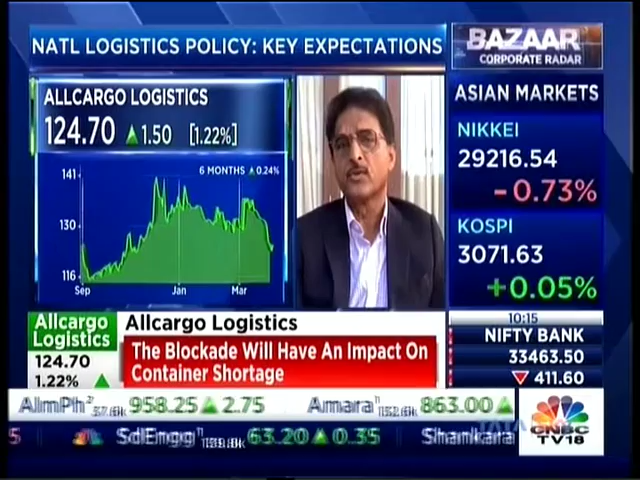 NATL LOGISTICS POLICY: KEY EXPECTATIONS
BAZAAR
CORPORATE RADAR
ALLCARGO LOGISTICS
124.70 ▲1.50 [1.22%]
6 MONTHS ▲0.24%
141
130
116
Sep Jan Mar
ASIAN MARKETS
NIKKEI
29216.54
-0.73%
KOSPI
3071.63
+0.05%
Allcargo
Logistics
124.70
1.22% ▲
Allcargo Logistics
The Blockade Will Have An Impact On
Container Shortage
10:15
NIFTY BANK
33463.50
▼ 411.60
958.25 ▲ 2.75 863.00 ▲
5 SdEngg 63.20 ▲ 0.35 Shankara
CNBC
TV18